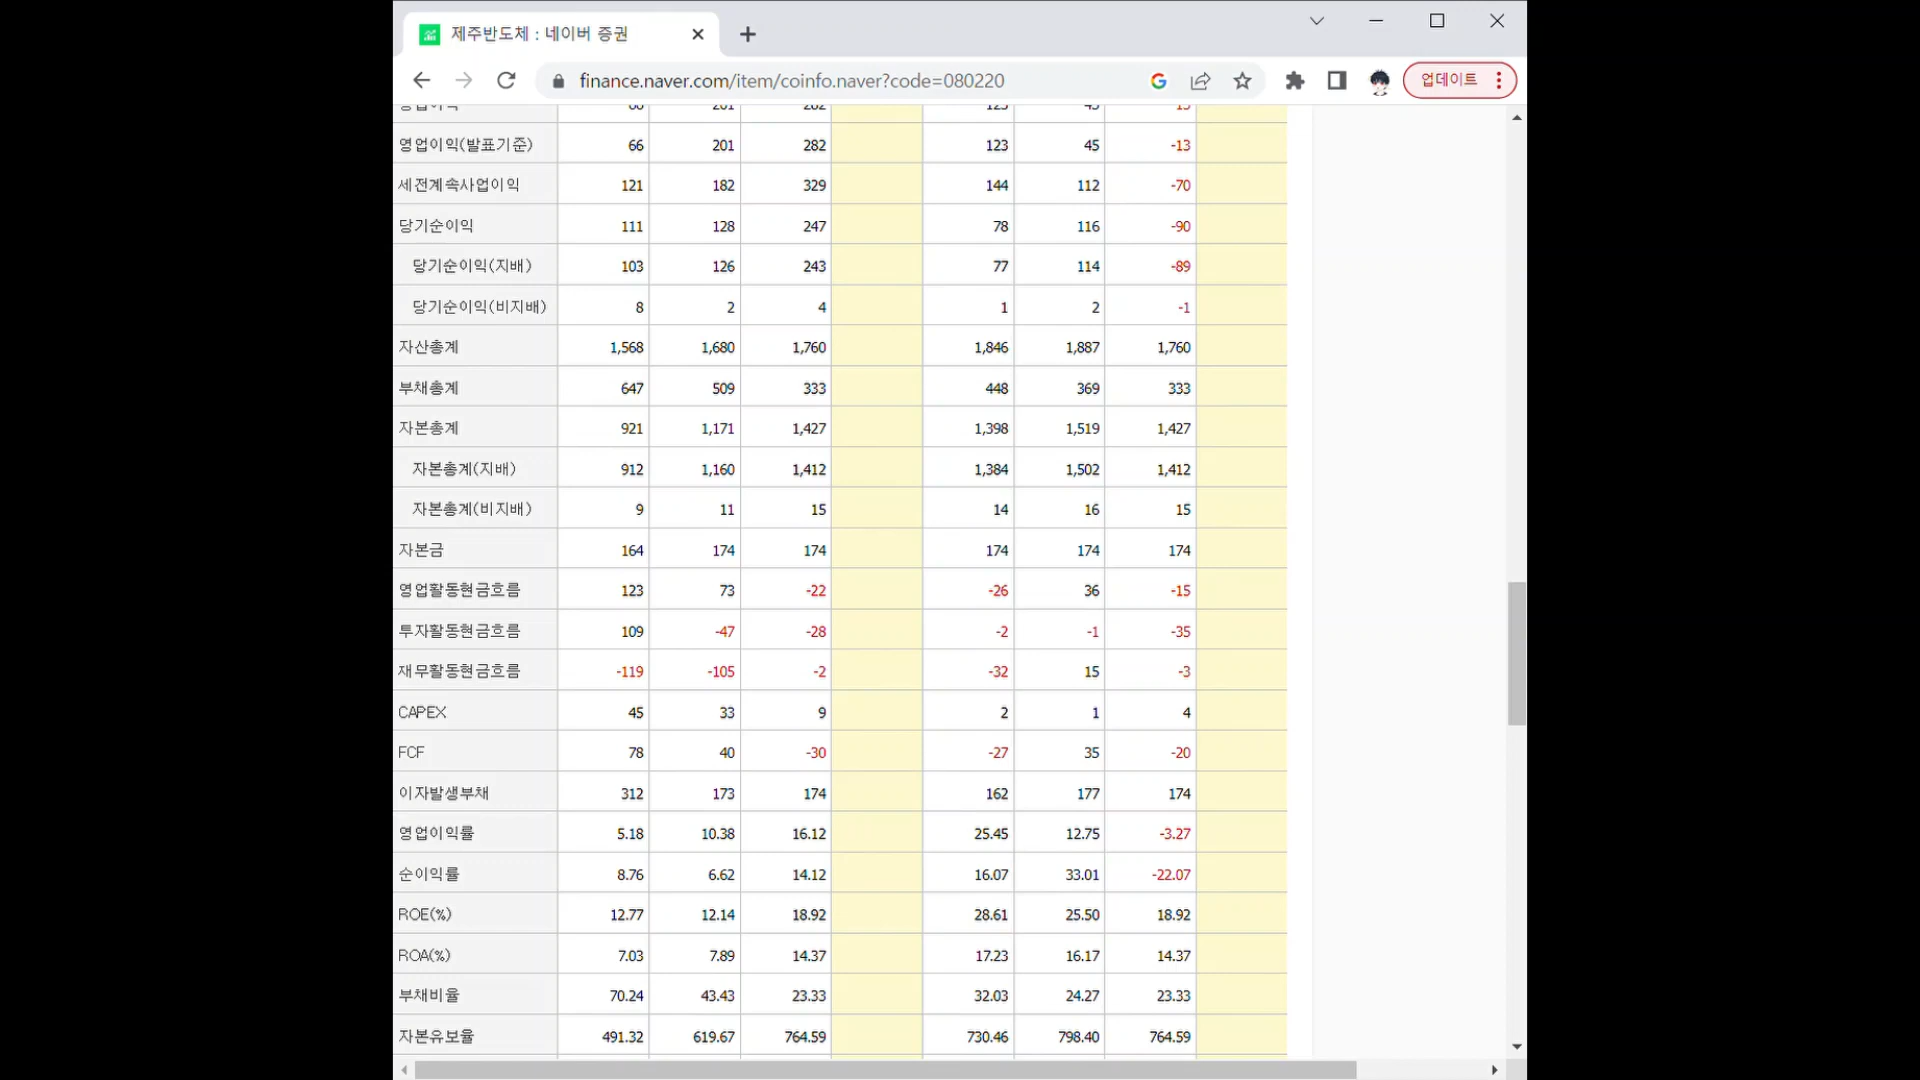 제주반도체 : 네이버 증권
finance.naver.com/item/coinfo.naver?code=080220
업데이트
영업이익 66 201 282 123 45 -13
영업이익(발표기준) 66 201 282 123 45 -13
세전계속사업이익 121 182 329 144 112 -70
당기순이익 111 128 247 78 116 -90
당기순이익(지배) 103 126 243 77 114 -89
당기순이익(비지배) 8 2 4 1 2 -1
자산총계 1,568 1,680 1,760 1,846 1,887 1,760
부채총계 647 509 333 448 369 333
자본총계 921 1,171 1,427 1,398 1,519 1,427
자본총계(지배) 912 1,160 1,412 1,384 1,502 1,412
자본총계(비지배) 9 11 15 14 16 15
자본금 164 174 174 174 174 174
영업활동현금흐름 123 73 -22 -26 36 -15
투자활동현금흐름 109 -47 -28 -2 -1 -35
재무활동현금흐름 -119 -105 -2 -32 15 -3
CAPEX 45 33 9 2 1 4
FCF 78 40 -30 -27 35 -20
이자발생부채 312 173 174 162 177 174
영업이익률 5.18 10.38 16.12 25.45 12.75 -3.27
순이익률 8.76 6.62 14.12 16.07 33.01 -22.07
ROE(%) 12.77 12.14 18.92 28.61 25.50 18.92
ROA(%) 7.03 7.89 14.37 17.23 16.17 14.37
부채비율 70.24 43.43 23.33 32.03 24.27 23.33
자본유보율 491.32 619.67 764.59 730.46 798.40 764.59